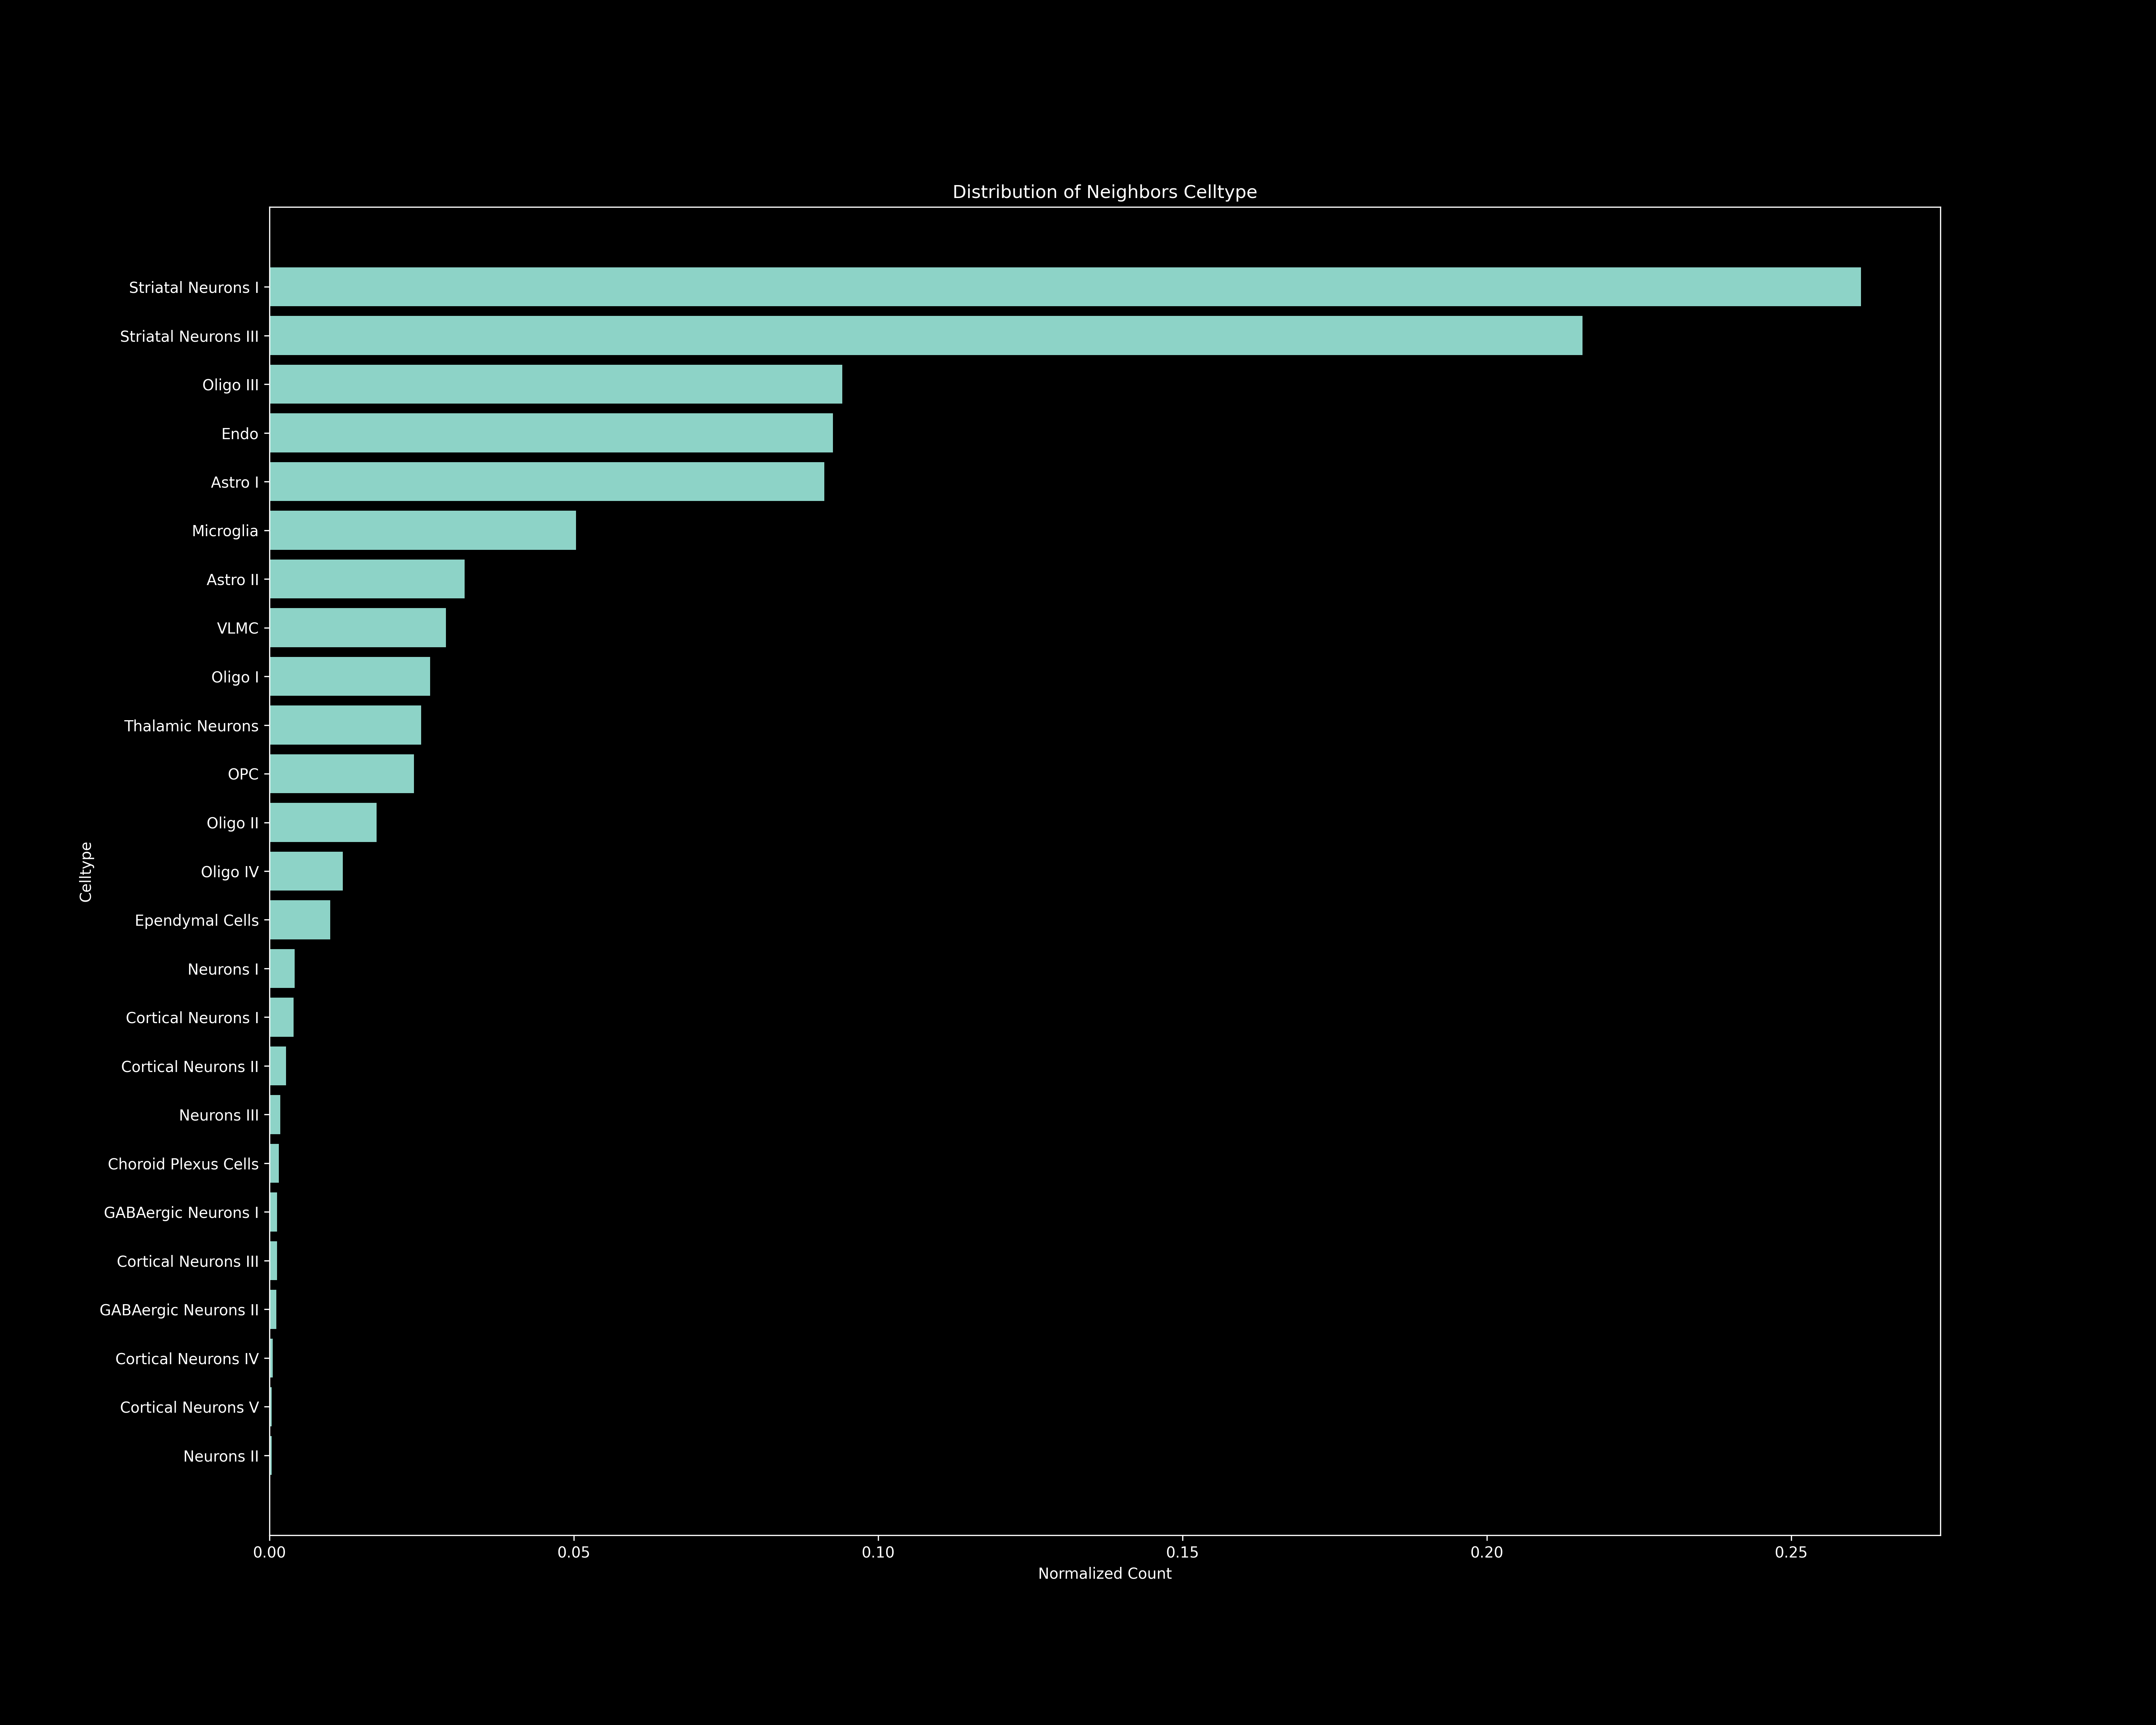 Distribution of Neighbors Celltype
Striatal Neurons I
Striatal Neurons III
Oligo III
Endo
Astro I
Microglia
Astro II
VLMC
Oligo I
Thalamic Neurons
OPC
Oligo II
Oligo IV
Ependymal Cells
Neurons I
Cortical Neurons I
Cortical Neurons II
Neurons III
Choroid Plexus Cells
GABAergic Neurons I
Cortical Neurons III
GABAergic Neurons II
Cortical Neurons IV
Cortical Neurons V
Neurons II
Celltype
0.00 0.05 0.10 0.15 0.20 0.25
Normalized Count